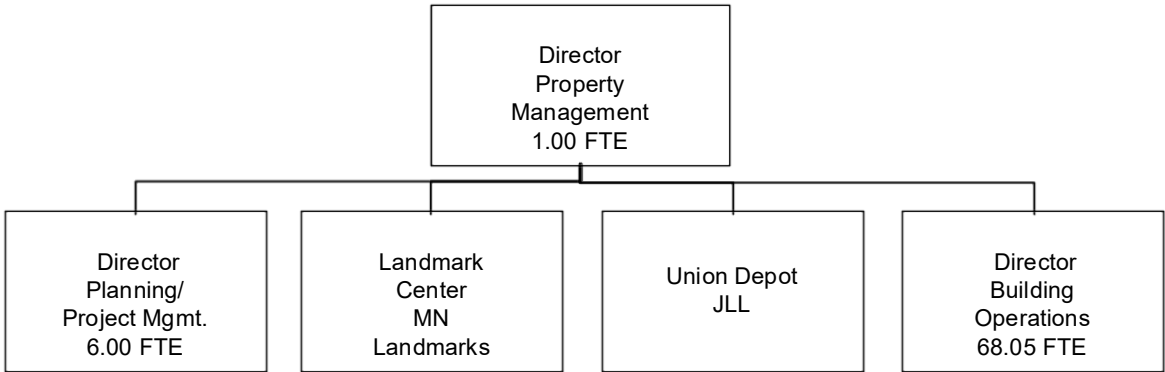 Director
Property
Management
1.00 FTE
Director
Planning/
Project Mgmt.
6.00 FTE
Landmark
Center
MN
Landmarks
Union Depot
JLL
Director
Building
Operations
68.05 FTE